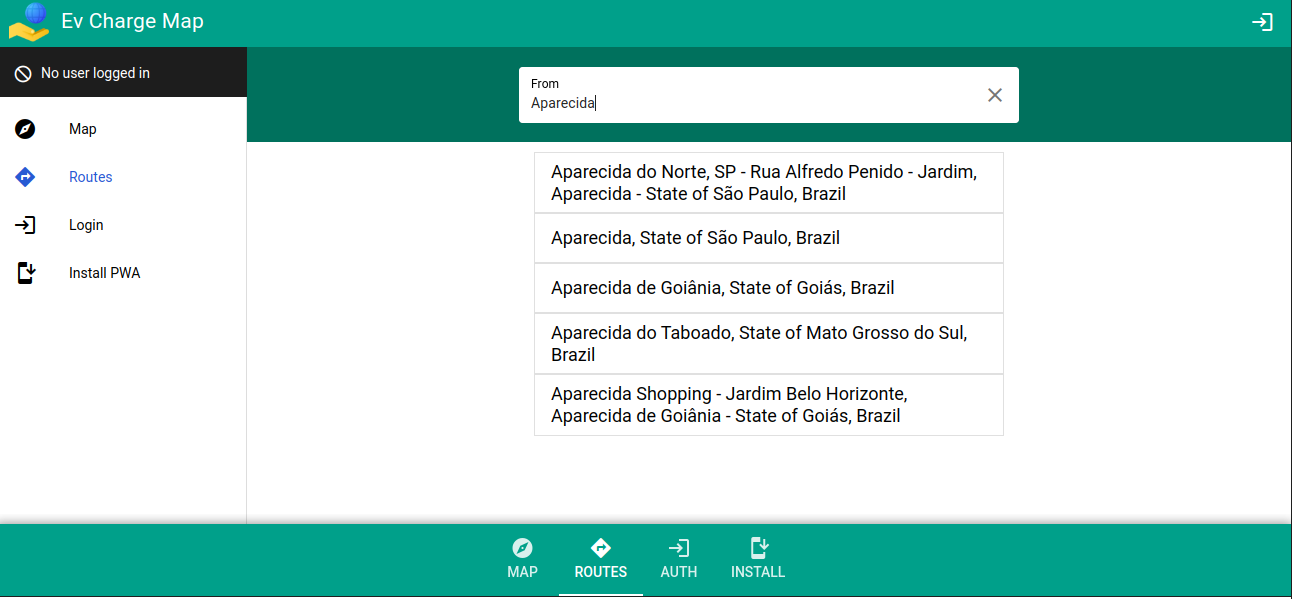 Ev Charge Map
No user logged in
Map
Routes
Login
Install PWA
From
Aparecida
Aparecida do Norte, SP - Rua Alfredo Penido - Jardim,
Aparecida - State of São Paulo, Brazil
Aparecida, State of São Paulo, Brazil
Aparecida de Goiânia, State of Goiás, Brazil
Aparecida do Taboado, State of Mato Grosso do Sul,
Brazil
Aparecida Shopping - Jardim Belo Horizonte,
Aparecida de Goiânia - State of Goiás, Brazil
MAP
ROUTES
AUTH
INSTALL